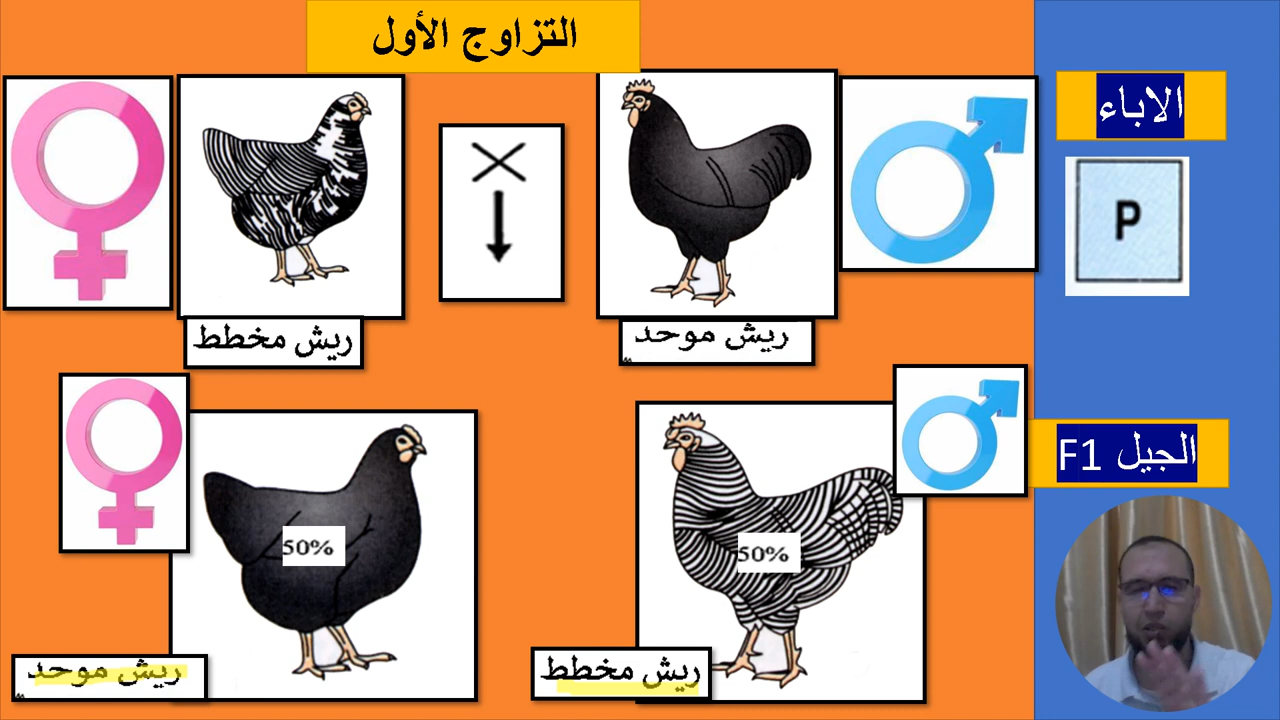 التزاوج الأول
الاباء
P
ريش موحد
ريش مخطط
الجيل F1
50%
50%
ريش مخطط
ريش موحد